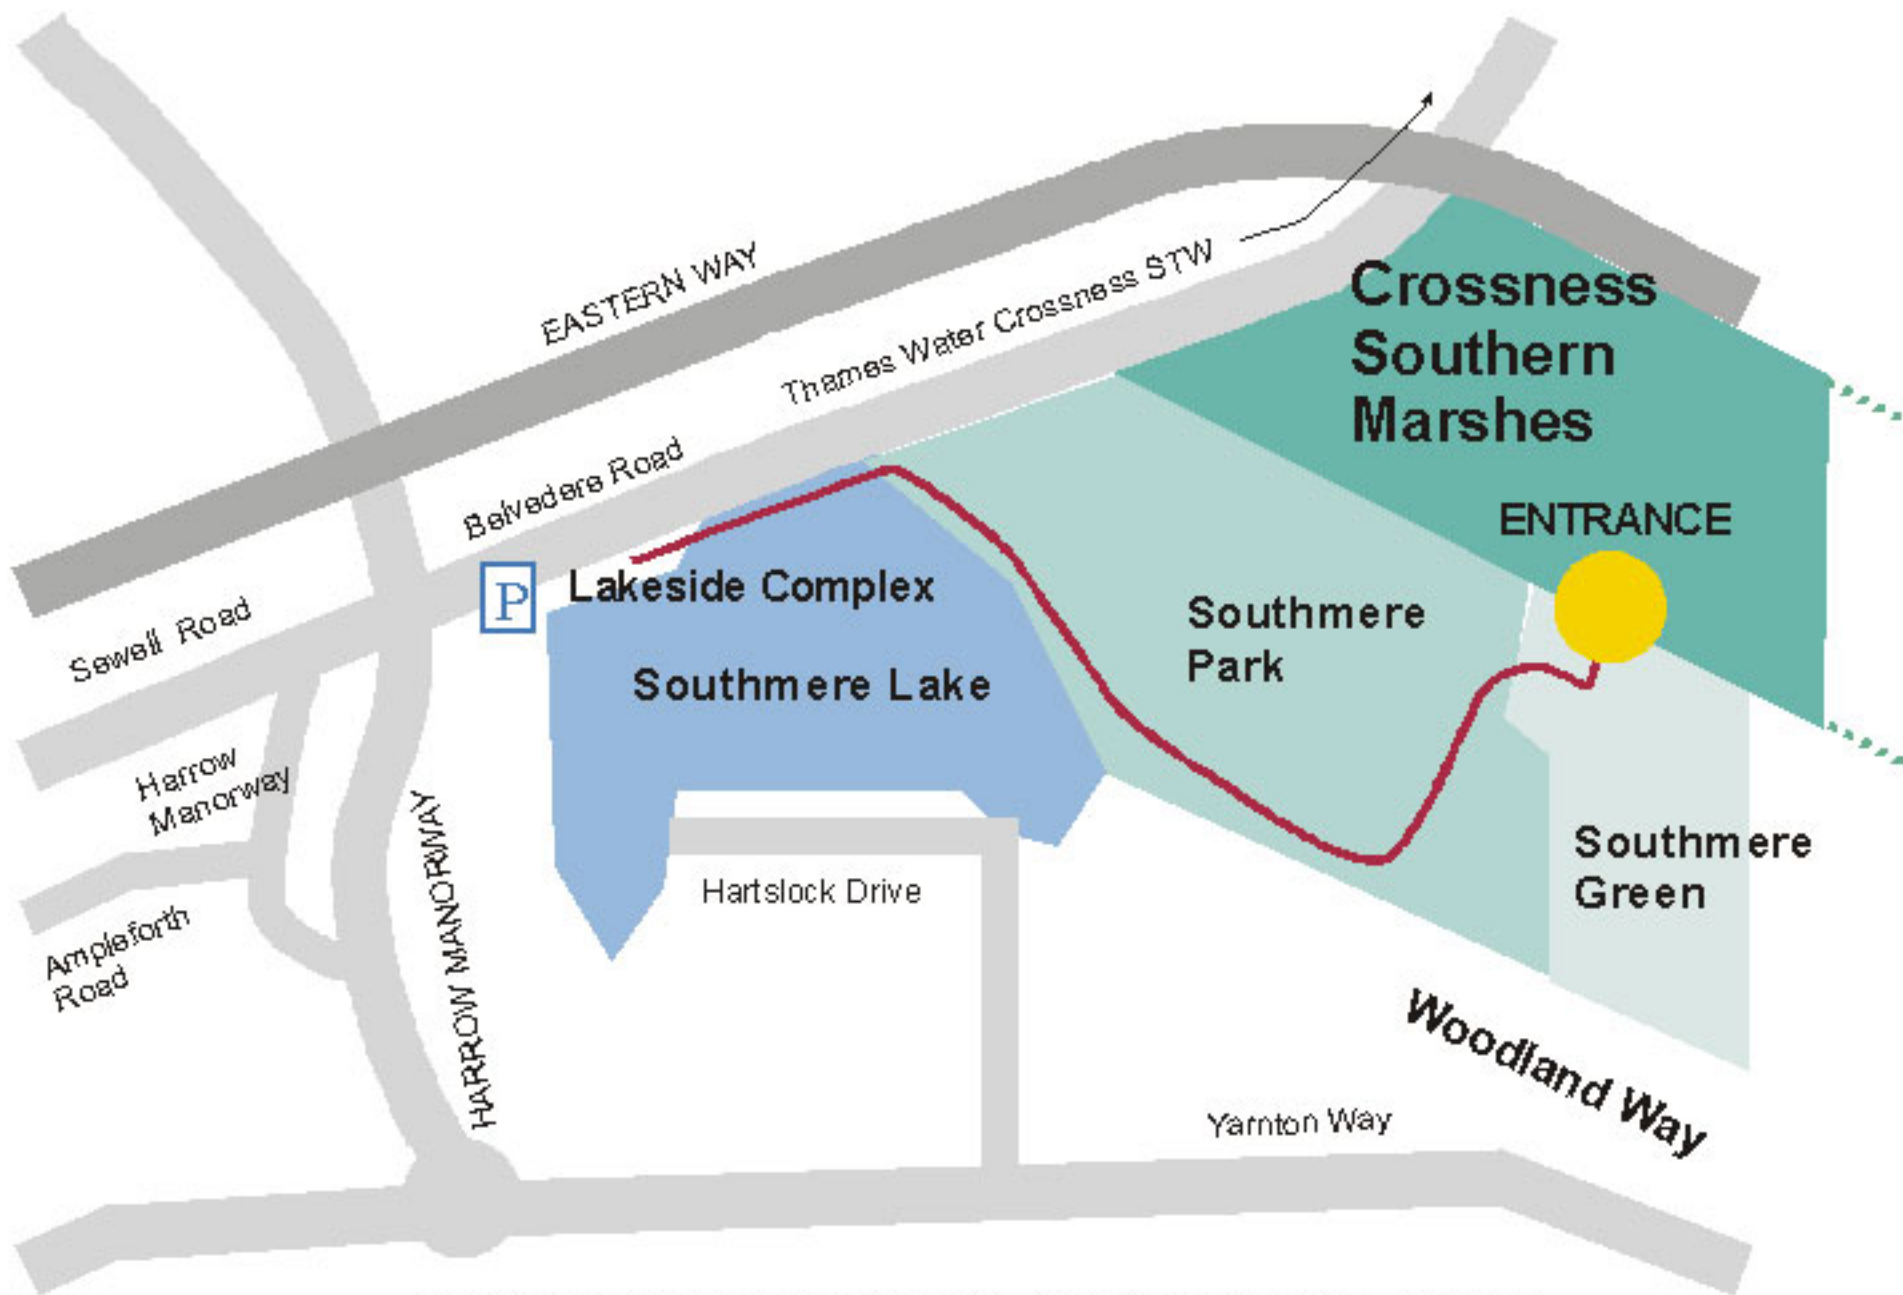 EASTERN WAY
Thames Water Crossness STW
Crossness
Southern
Marshes
Belvedere Road
ENTRANCE
P
Lakeside Complex
Sewell Road
Southmere
Park
Southmere Lake
Harrow
Manorway
HARROW MANORWAY
Southmere
Green
Hartslock Drive
Ampleforth
Road
Woodland Way
Yarnton Way